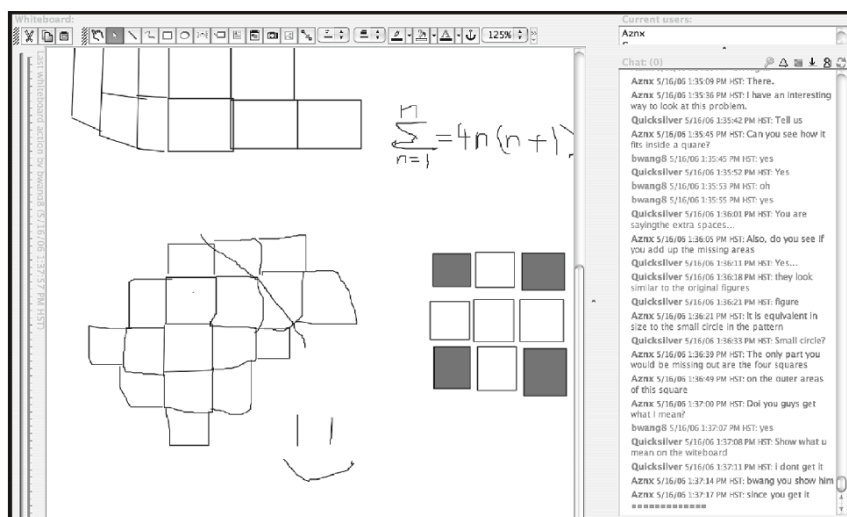 Whiteboard:
125%
Last whiteboard action by bwang8 (5/16/06 1:37:57 PM HST)
n
∑ = 4n(n+1)
n=1
Current users:
Aznx
Chat: (0)
Aznx 5/16/06 1:35:09 PM HST: There.
Aznx 5/16/06 1:35:36 PM HST: I have an interesting
way to look at this problem.
Quicksilver 5/16/06 1:35:42 PM HST: Tell us
Aznx 5/16/06 1:35:45 PM HST: Can you see how it
fits inside a quare?
bwang8 5/16/06 1:35:45 PM HST: yes
Quicksilver 5/16/06 1:35:52 PM HST: Yes
bwang8 5/16/06 1:35:53 PM HST: oh
bwang8 5/16/06 1:35:55 PM HST: yes
Quicksilver 5/16/06 1:36:01 PM HST: You are
sayingthe extra spaces...
Aznx 5/16/06 1:36:05 PM HST: Also, do you see if
you add up the missing areas
Quicksilver 5/16/06 1:36:11 PM HST: Yes...
Quicksilver 5/16/06 1:36:18 PM HST: they look
similar to the original figures
Quicksilver 5/16/06 1:36:21 PM HST: figure
Aznx 5/16/06 1:36:21 PM HST: It is equivalent in
size to the small circle in the pattern
Quicksilver 5/16/06 1:36:33 PM HST: Small circle?
Aznx 5/16/06 1:36:39 PM HST: The only part you
would be missing out are the four squares
Aznx 5/16/06 1:36:49 PM HST: on the outer areas
of this square
Aznx 5/16/06 1:37:00 PM HST: Doi you guys get
what I mean?
bwang8 5/16/06 1:37:07 PM HST: yes
Quicksilver 5/16/06 1:37:08 PM HST: Show what u
mean on the witeboard
Quicksilver 5/16/06 1:37:11 PM HST: i dont get it
Aznx 5/16/06 1:37:14 PM HST: bwang you show him
Aznx 5/16/06 1:37:17 PM HST: since you get it
=============